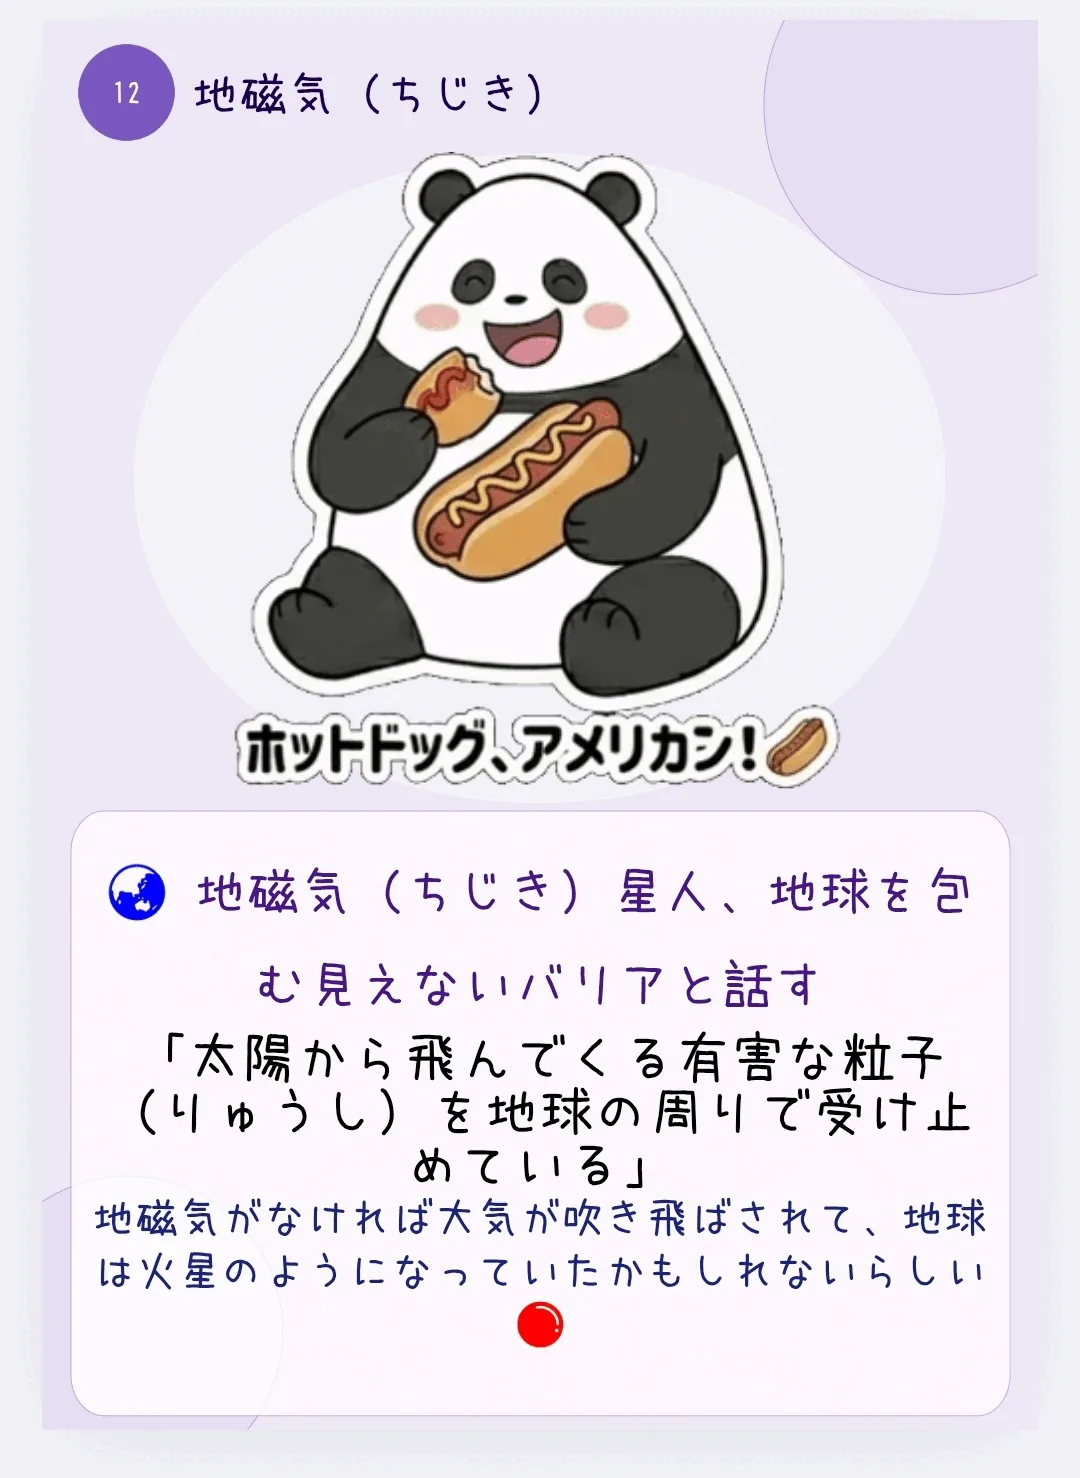 12
地磁気（ちじき）
ホットドッグ、アメリカン！
地磁気（ちじき）星人、地球を包
む見えないバリアと話す
「太陽から飛んでくる有害な粒子
（りゅうし）を地球の周りで受け止
めている」
地磁気がなければ大気が吹き飛ばされて、地球
は火星のようになっていたかもしれないらしい